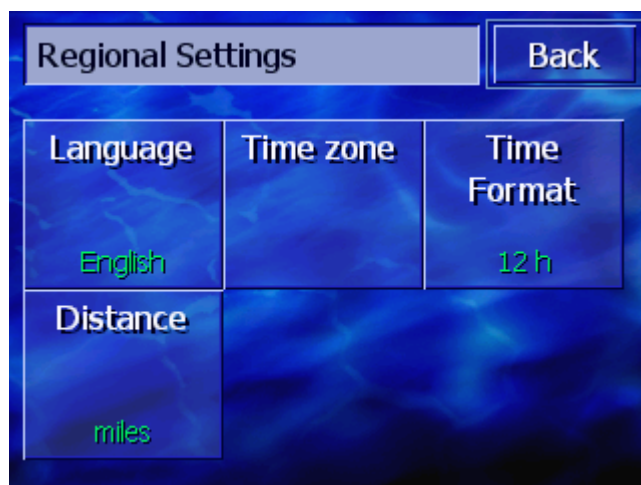 Regional Settings
Back
Language
English
Time zone
Time
Format
12 h
Distance
miles